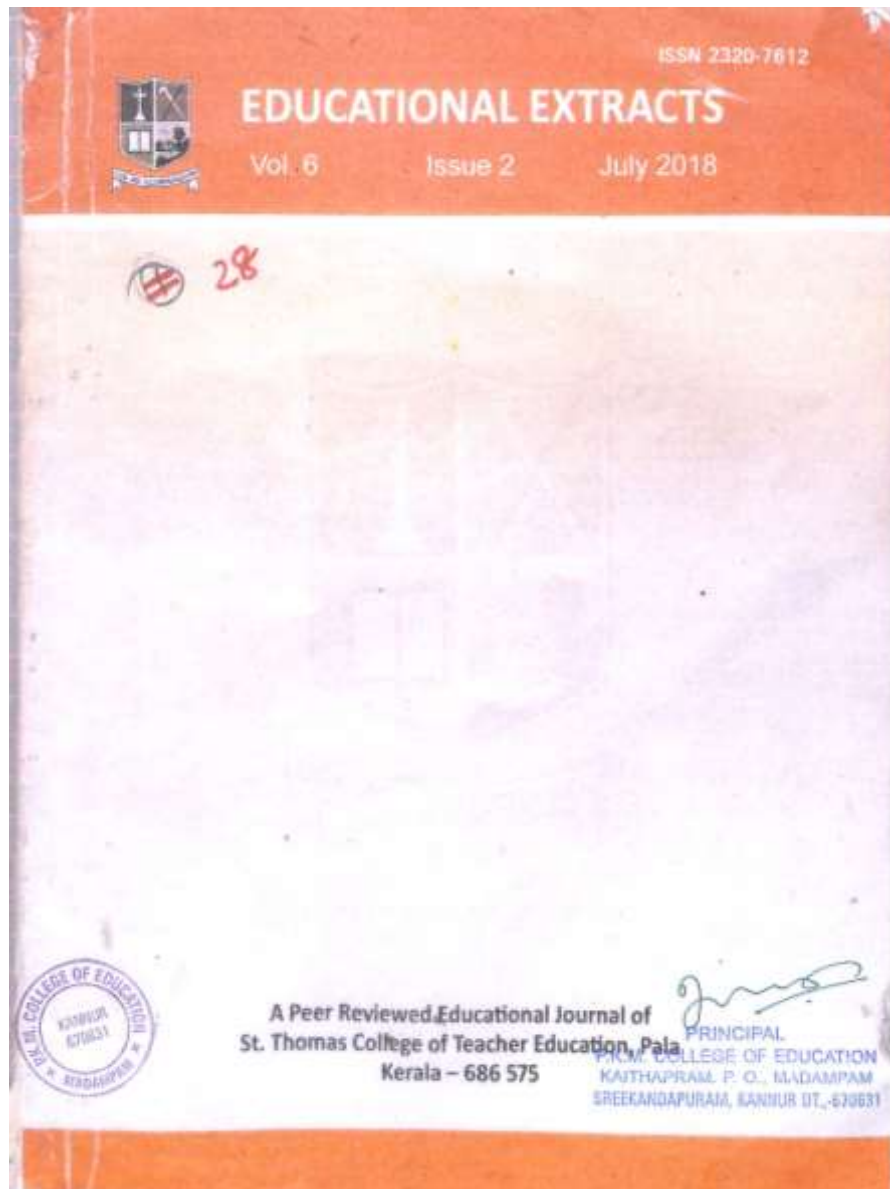 ISSN 2320-7612
EDUCATIONAL EXTRACTS
Vol. 6 Issue 2 July 2018
28
A Peer Reviewed Educational Journal of
St. Thomas College of Teacher Education, Pala
Kerala – 686 575
P.K.M. COLLEGE OF EDUCATION
KANNUR
670631
* MADAMPAM *
PRINCIPAL
P.K.M. COLLEGE OF EDUCATION
KAITHAPRAM. P. O., MADAMPAM
SREEKANDAPURAM, KANNUR DT.,-670631